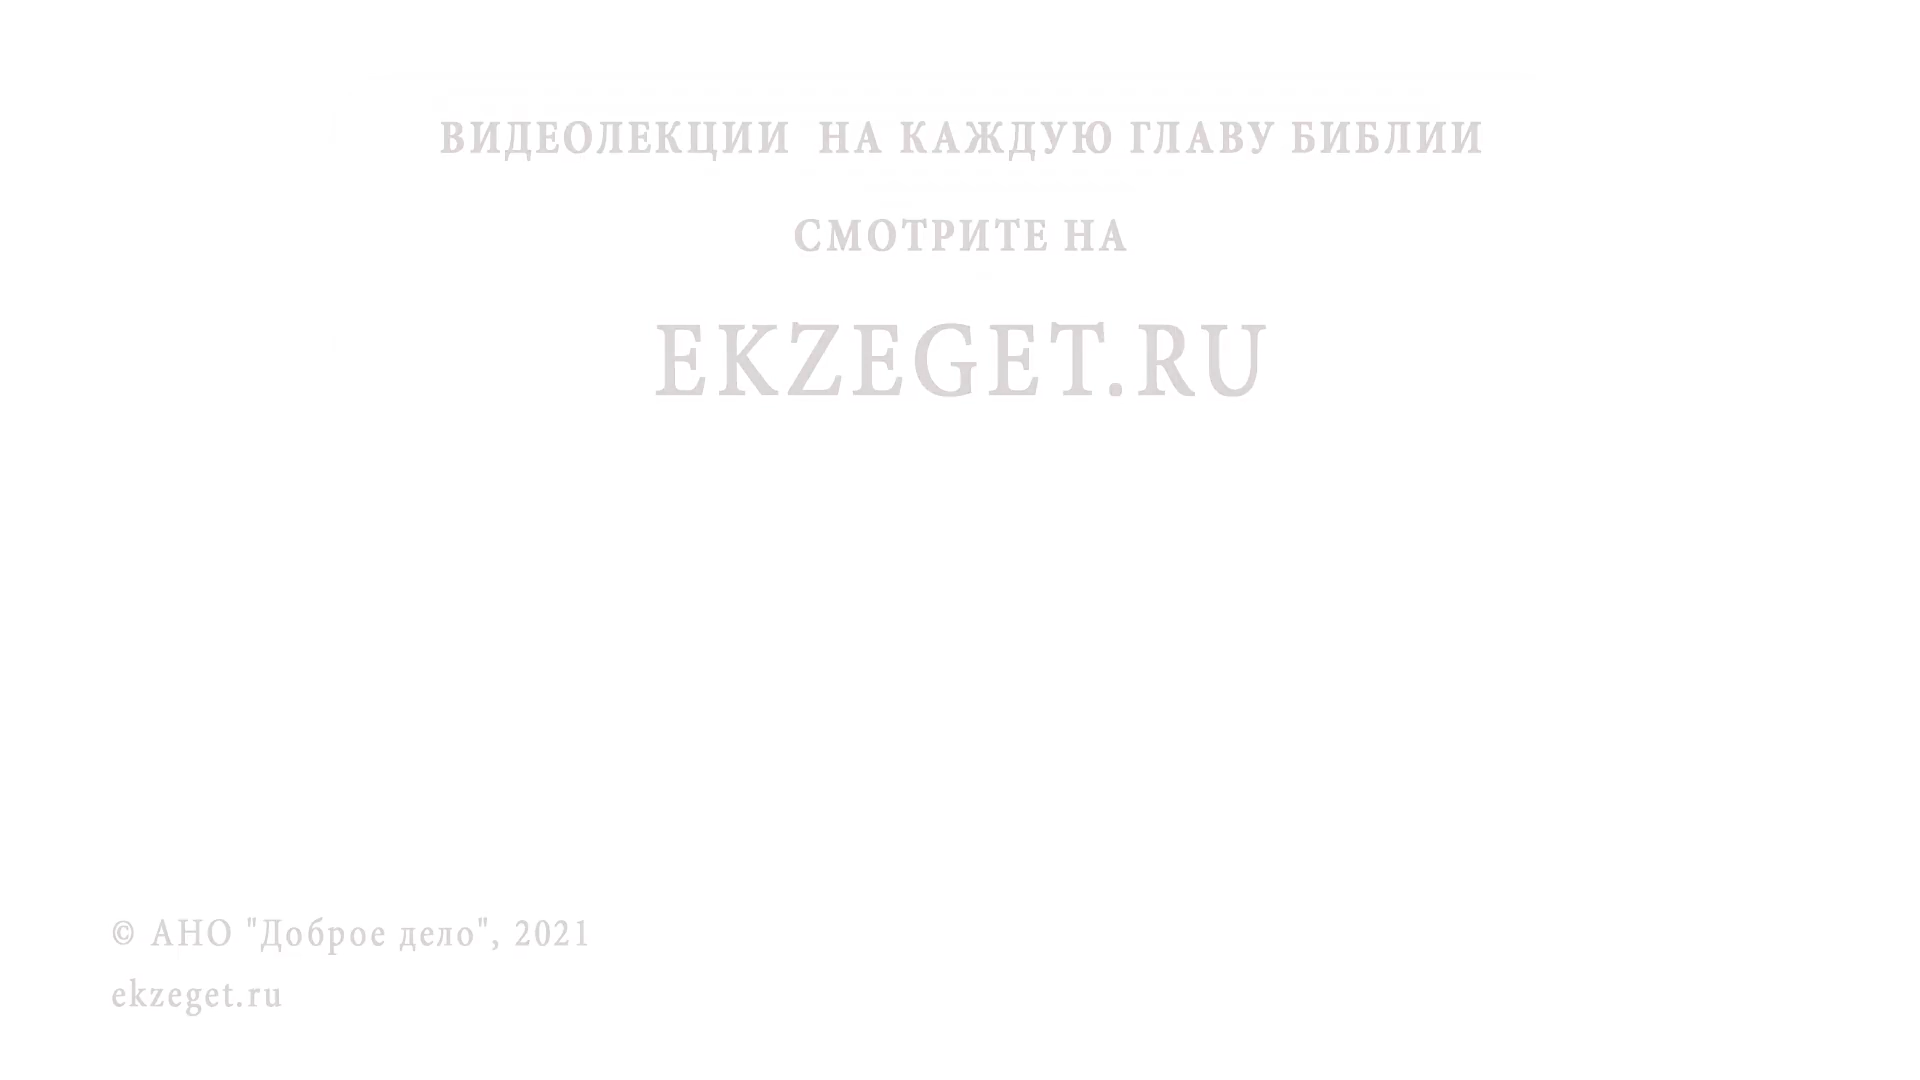 ВИДЕОЛЕКЦИИ НА КАЖДУЮ ГЛАВУ БИБЛИИ
СМОТРИТЕ НА
EKZEGET.RU
© АНО "Доброе дело", 2021
ekzeget.ru